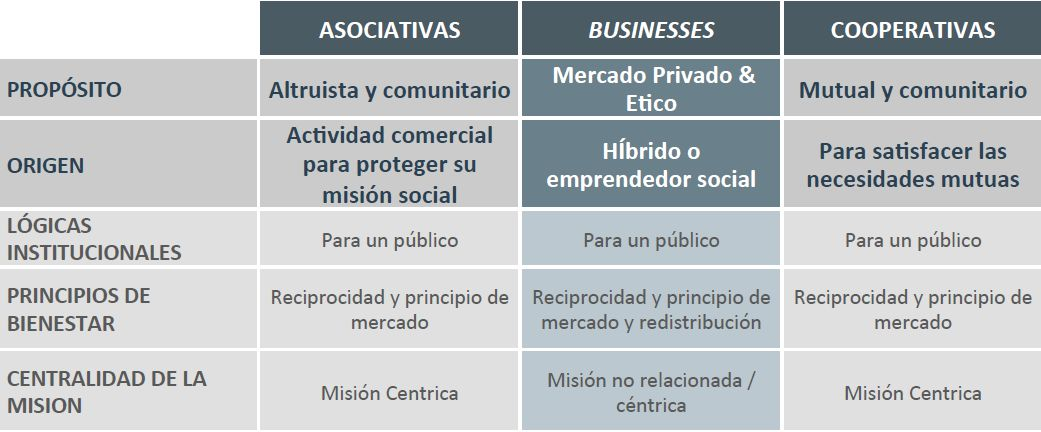 ASOCIATIVAS BUSINESSES COOPERATIVAS
PROPÓSITO
Altruista y comunitario
Mercado Privado &
Etico
Mutual y comunitario
ORIGEN
Actividad comercial
para proteger su
misión social
HÍbrido o
emprendedor social
Para satisfacer las
necesidades mutuas
LÓGICAS
INSTITUCIONALES
Para un público
Para un público
Para un público
PRINCIPIOS DE
BIENESTAR
Reciprocidad y principio de
mercado
Reciprocidad y principio de
mercado y redistribución
Reciprocidad y principio de
mercado
CENTRALIDAD DE LA
MISION
Misión Centrica
Misión no relacionada /
céntrica
Misión Centrica